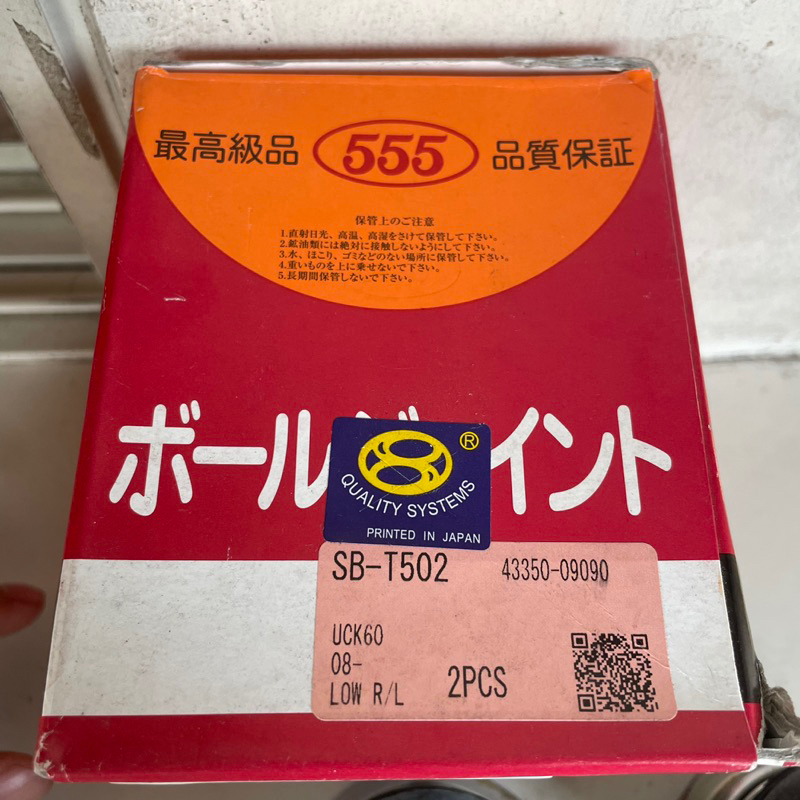 最高級品 555 品質保証
保管上のご注意
1.直射日光、高温、高湿をさけて保管して下さい。
2.鉱油類には絶対に接触しないようにして下さい。
3.水、ほこり、ゴミなどのない場所に保管して下さい。
4.重いものを上に乗せないで下さい。
5.長期間保管しないで下さい。
ボール イント
®
QUALITY SYSTEMS
PRINTED IN JAPAN
SB-T502 43350-09090
UCK60
08-
LOW R/L 2PCS